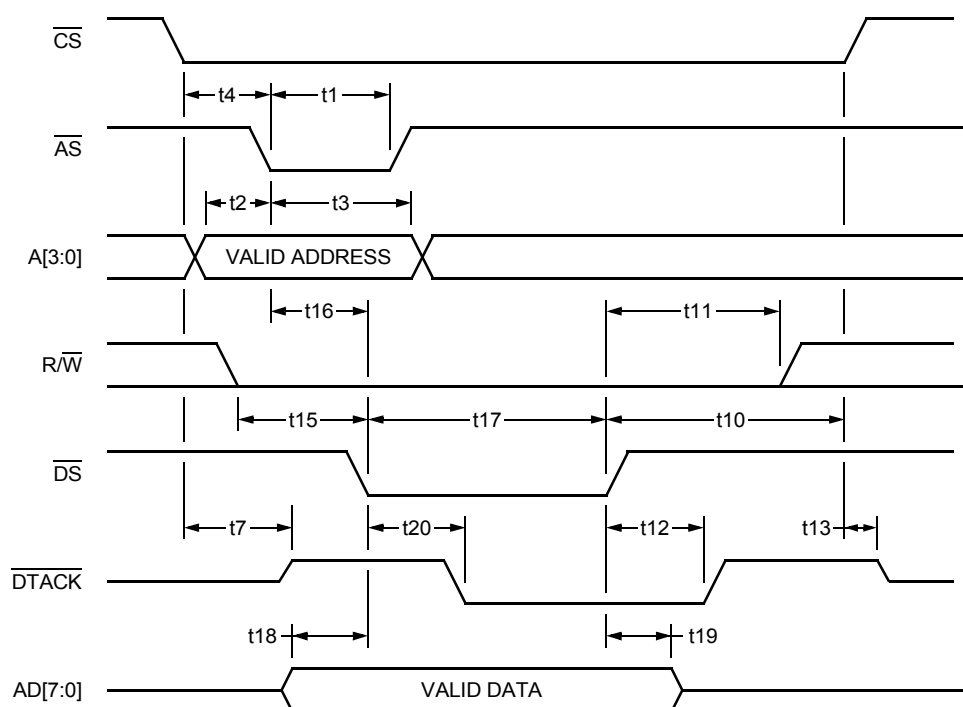 CS
t4 t1
AS
t2 t3
A[3:0] VALID ADDRESS
t16 t11
R/W
t15 t17 t10
DS
t7 t20 t12 t13
DTACK
t18 t19
AD[7:0] VALID DATA